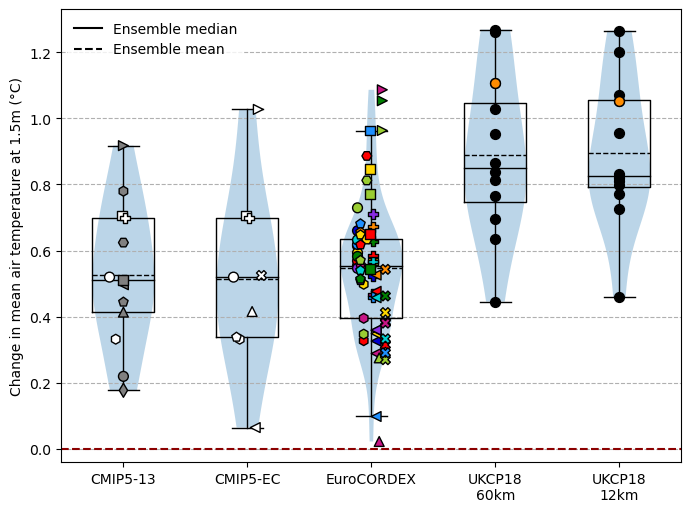 Ensemble median
Ensemble mean
Change in mean air temperature at 1.5m (°C)
1.2
1.0
0.8
0.6
0.4
0.2
0.0
CMIP5-13
CMIP5-EC
EuroCORDEX
UKCP18
60km
UKCP18
12km